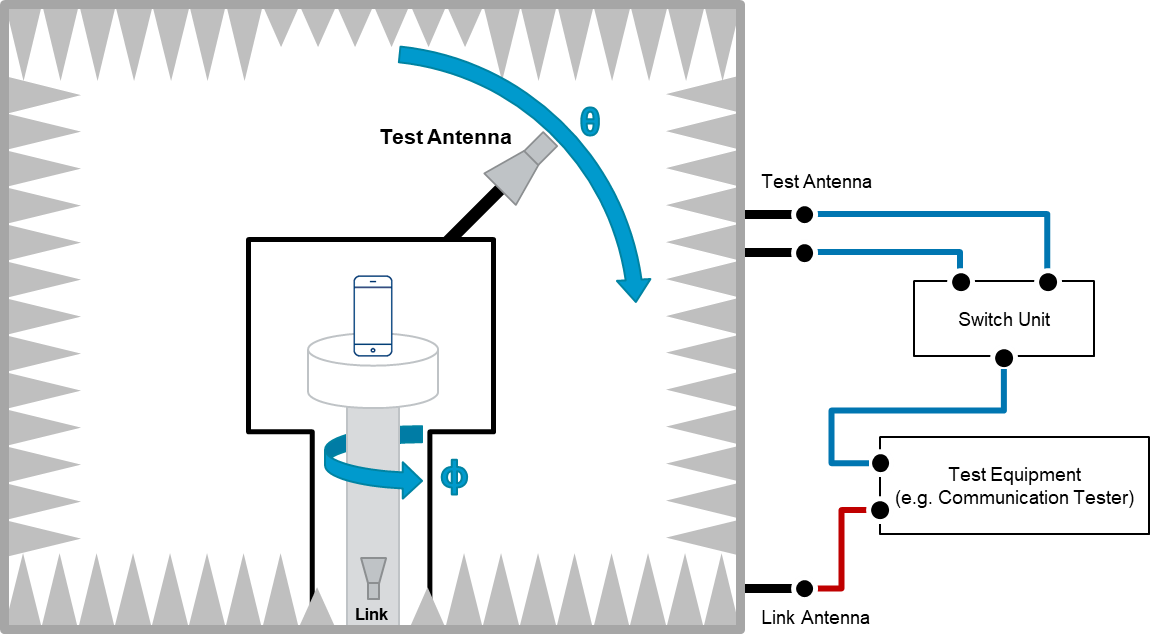 θ
Test Antenna
ϕ
Link
Test Antenna
Switch Unit
Test Equipment
(e.g. Communication Tester)
Link Antenna